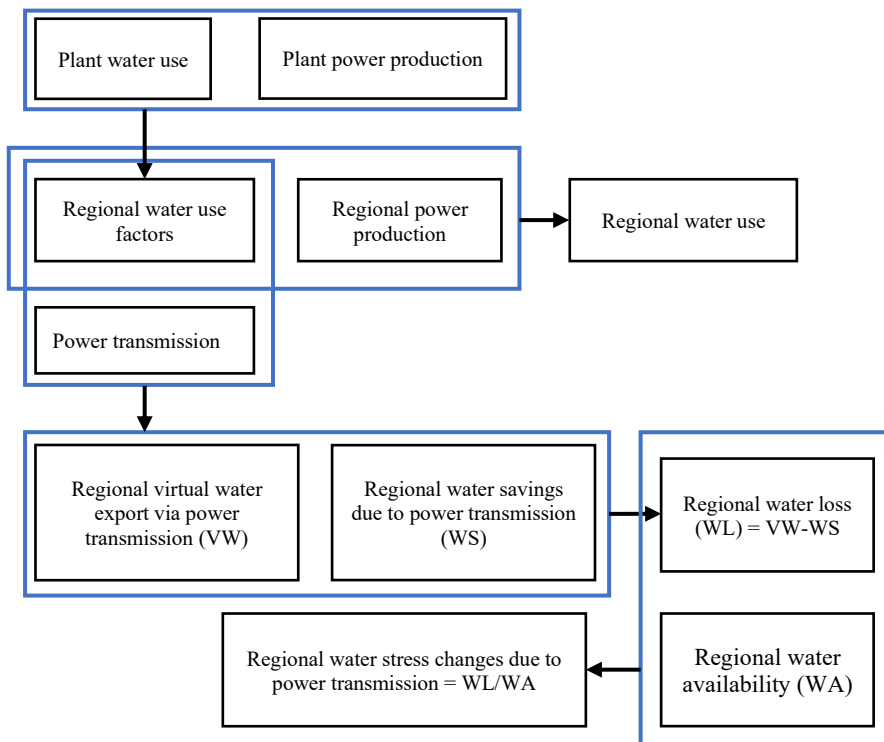 Plant water use
Plant power production
Regional water use
factors
Regional power
production
Regional water use
Power transmission
Regional virtual water
export via power
transmission (VW)
Regional water savings
due to power transmission
(WS)
Regional water loss
(WL) = VW-WS
Regional water stress changes due to
power transmission = WL/WA
Regional water
availability (WA)